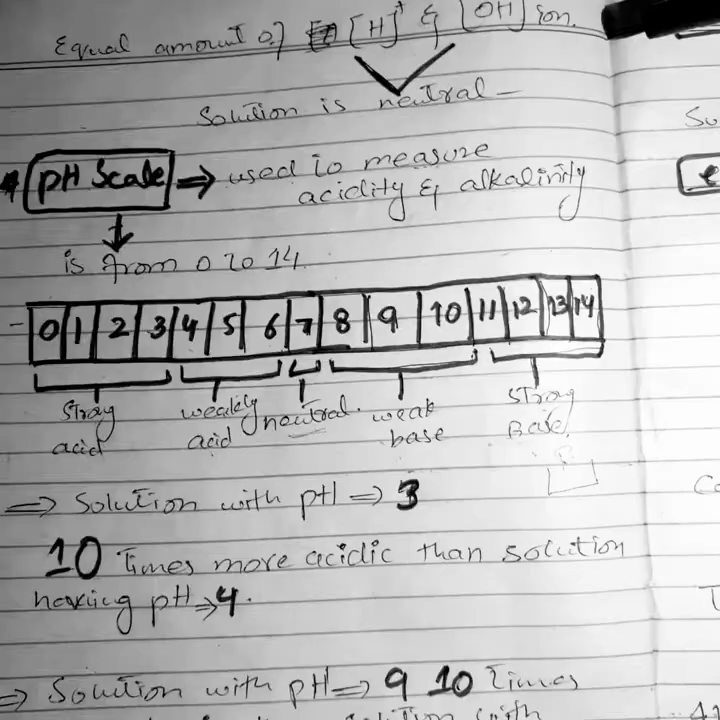 Equal amount of [H]⁺ & [OH] ion.
Solution is neutral -
* pH Scale ⇒ used to measure
acidity & alkalinity
↓
is from 0 to 14
- 0 1 2 3 4 5 6 7 8 9 10 11 12 13 14
strong acid weakly acid neutral. weak base strong Base.
⇒ Solution with pH ⇒ 3
10 times more acidic than solution
having pH ⇒ 4.
⇒ Solution with pH ⇒ 9 10 times
solution with
Su